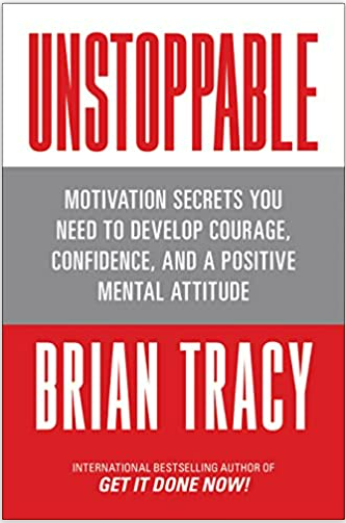 UNSTOPPABLE
MOTIVATION SECRETS YOU
NEED TO DEVELOP COURAGE,
CONFIDENCE, AND A POSITIVE
MENTAL ATTITUDE
BRIAN TRACY
INTERNATIONAL BESTSELLING AUTHOR OF
GET IT DONE NOW!